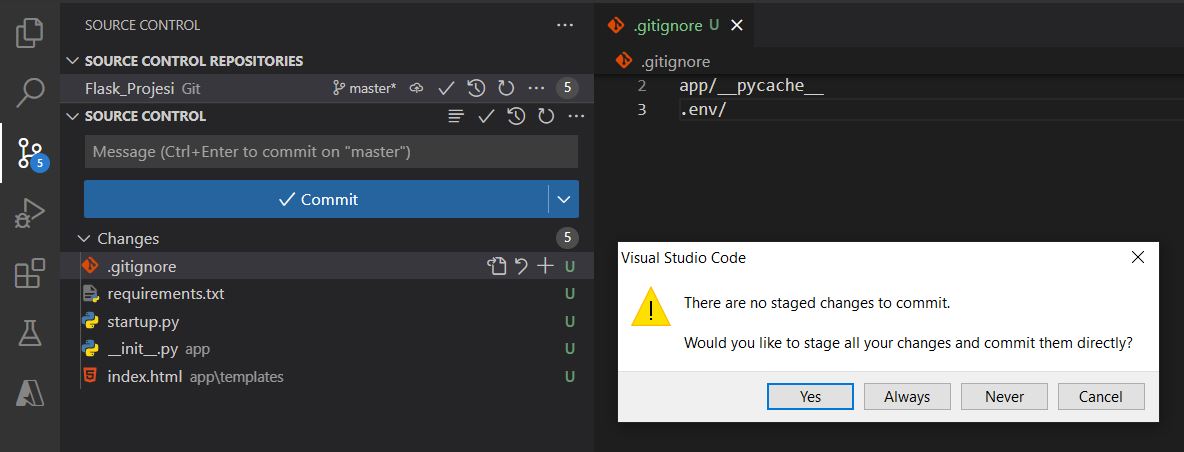 SOURCE CONTROL
SOURCE CONTROL REPOSITORIES
Flask_Projesi Git master* 5
SOURCE CONTROL
Message (Ctrl+Enter to commit on "master")
Commit
Changes 5
.gitignore U
requirements.txt U
startup.py U
__init__.py app U
index.html app\templates U
5
.gitignore U
.gitignore
2 app/__pycache__
3 .env/
Visual Studio Code
There are no staged changes to commit.
Would you like to stage all your changes and commit them directly?
Yes Always Never Cancel